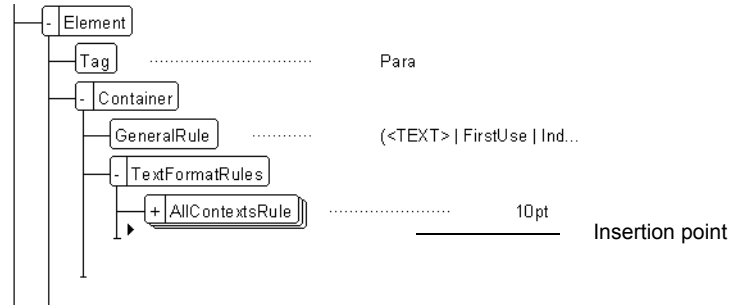 - Element
Tag Para
- Container
GeneralRule (<TEXT> | FirstUse | Ind...
- TextFormatRules
+ AllContextsRule 10pt
Insertion point